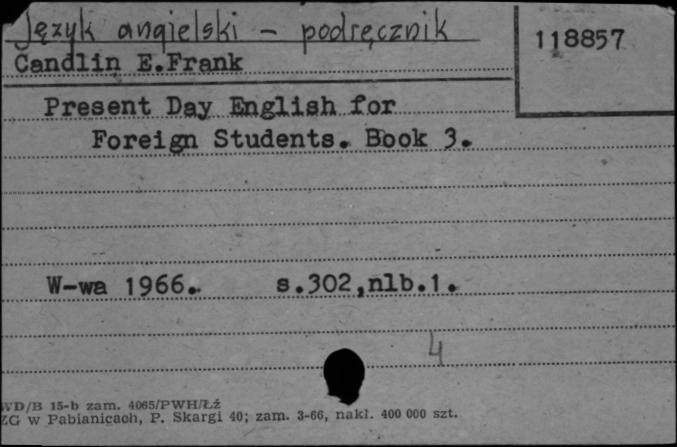 Język angielski - podręcznik
118857
Candlin E.Frank
Present Day English for
Foreign Students. Book 3.
W-wa 1966. s.302,nlb.1.
4
WD/B 15-b zam. 4065/PWH/Łź
ZG w Pabianicach, P. Skargi 40; zam. 3-66, nakl. 400 000 szt.